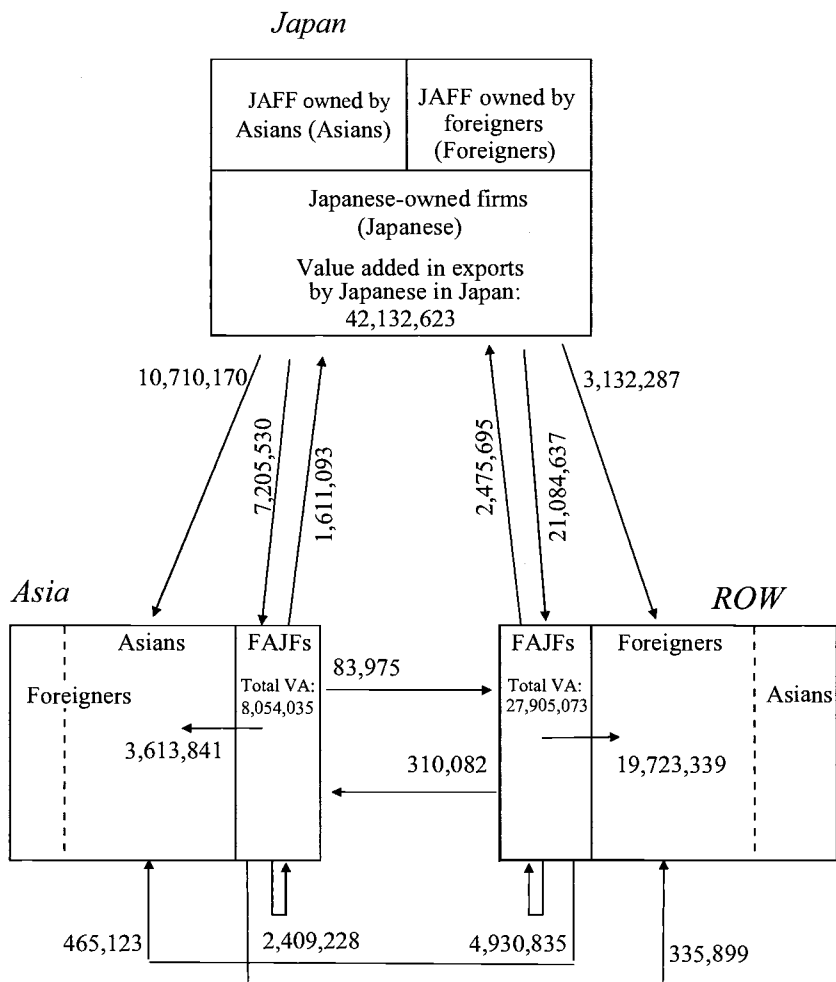 Japan
JAFF owned by
Asians (Asians)
JAFF owned by
foreigners
(Foreigners)
Japanese-owned firms
(Japanese)
Value added in exports
by Japanese in Japan:
42,132,623
10,710,170
7,205,530
1,611,093
2,475,695
21,084,637
3,132,287
Asia
ROW
Foreigners
Asians
FAJFs
Total VA:
8,054,035
3,613,841
83,975
310,082
FAJFs
Total VA:
27,905,073
Foreigners
19,723,339
Asians
465,123
2,409,228
4,930,835
335,899